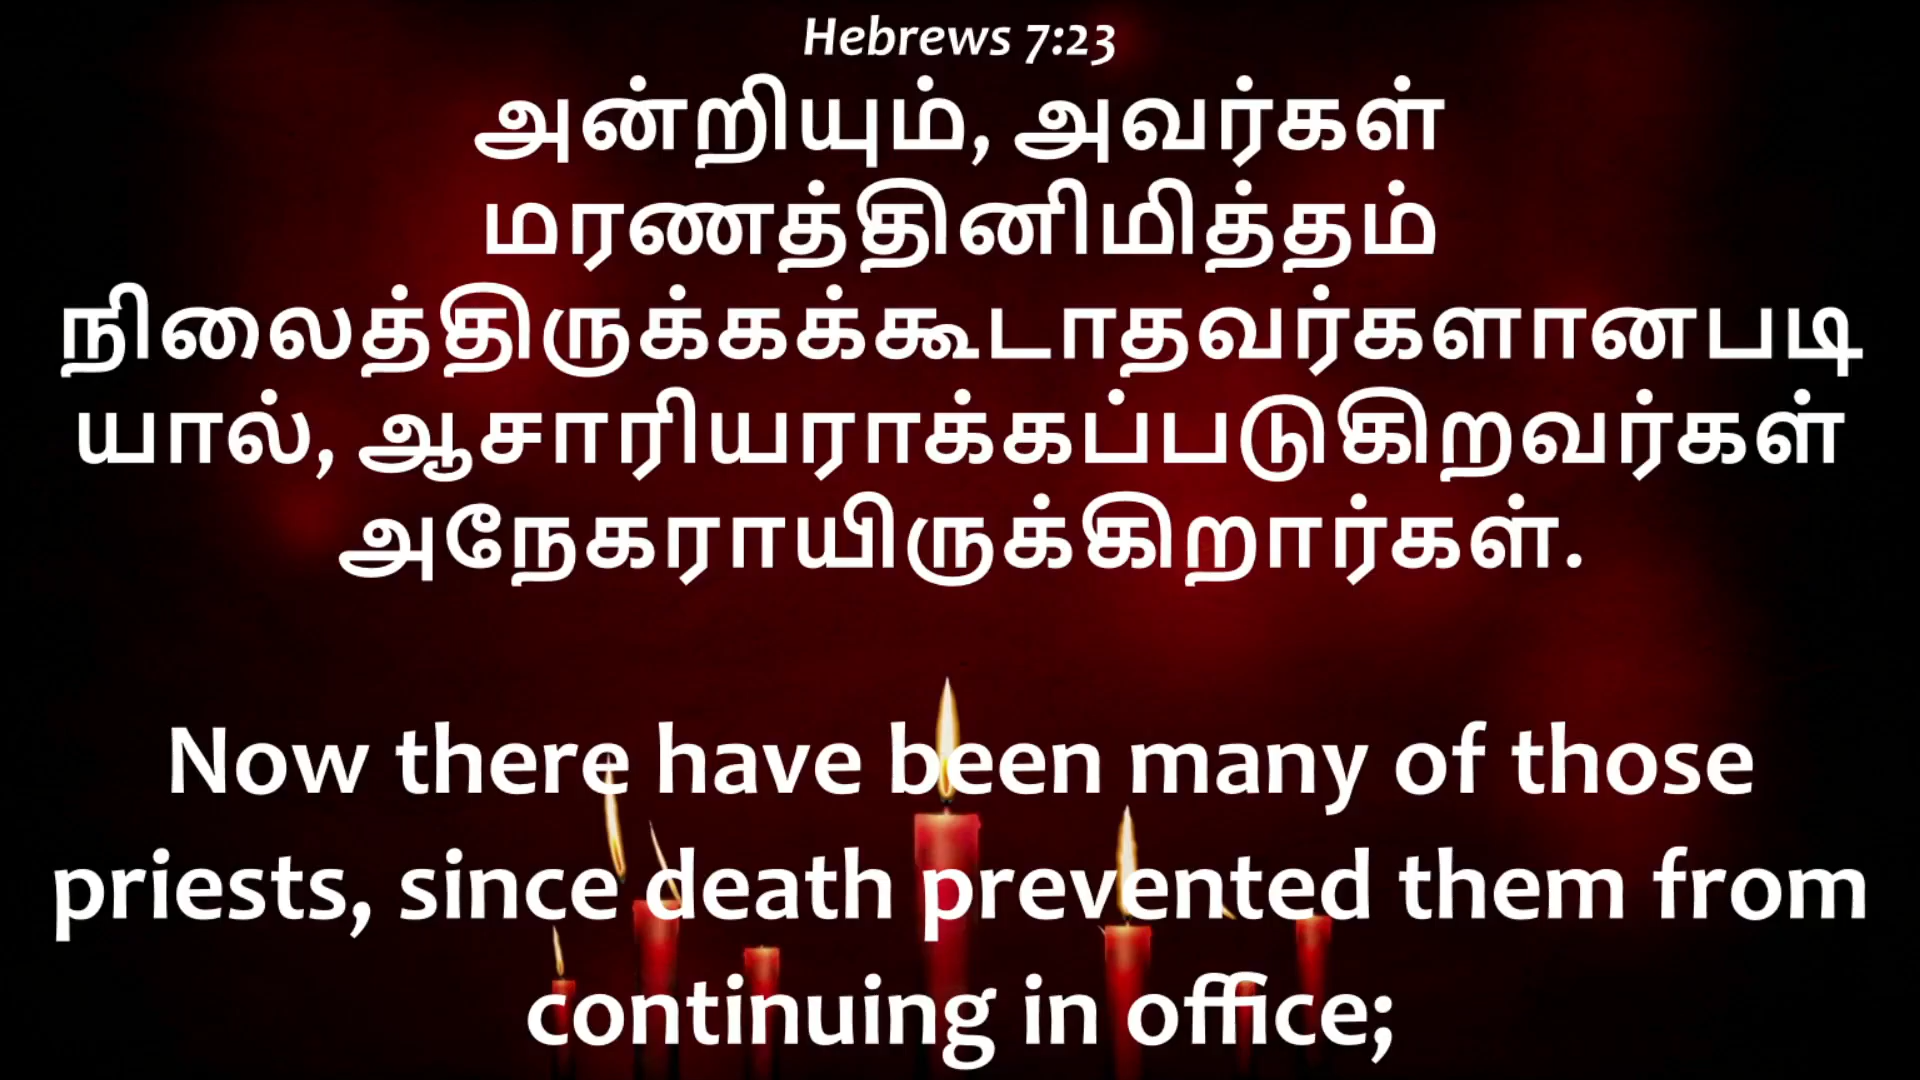 Hebrews 7:23
அன்றியும், அவர்கள்
மரணத்தினிமித்தம்
நிலைத்திருக்கக்கூடாதவர்களானபடி
யால், ஆசாரியராக்கப்படுகிறவர்கள்
அநேகராயிருக்கிறார்கள்.
Now there have been many of those
priests, since death prevented them from
continuing in office;